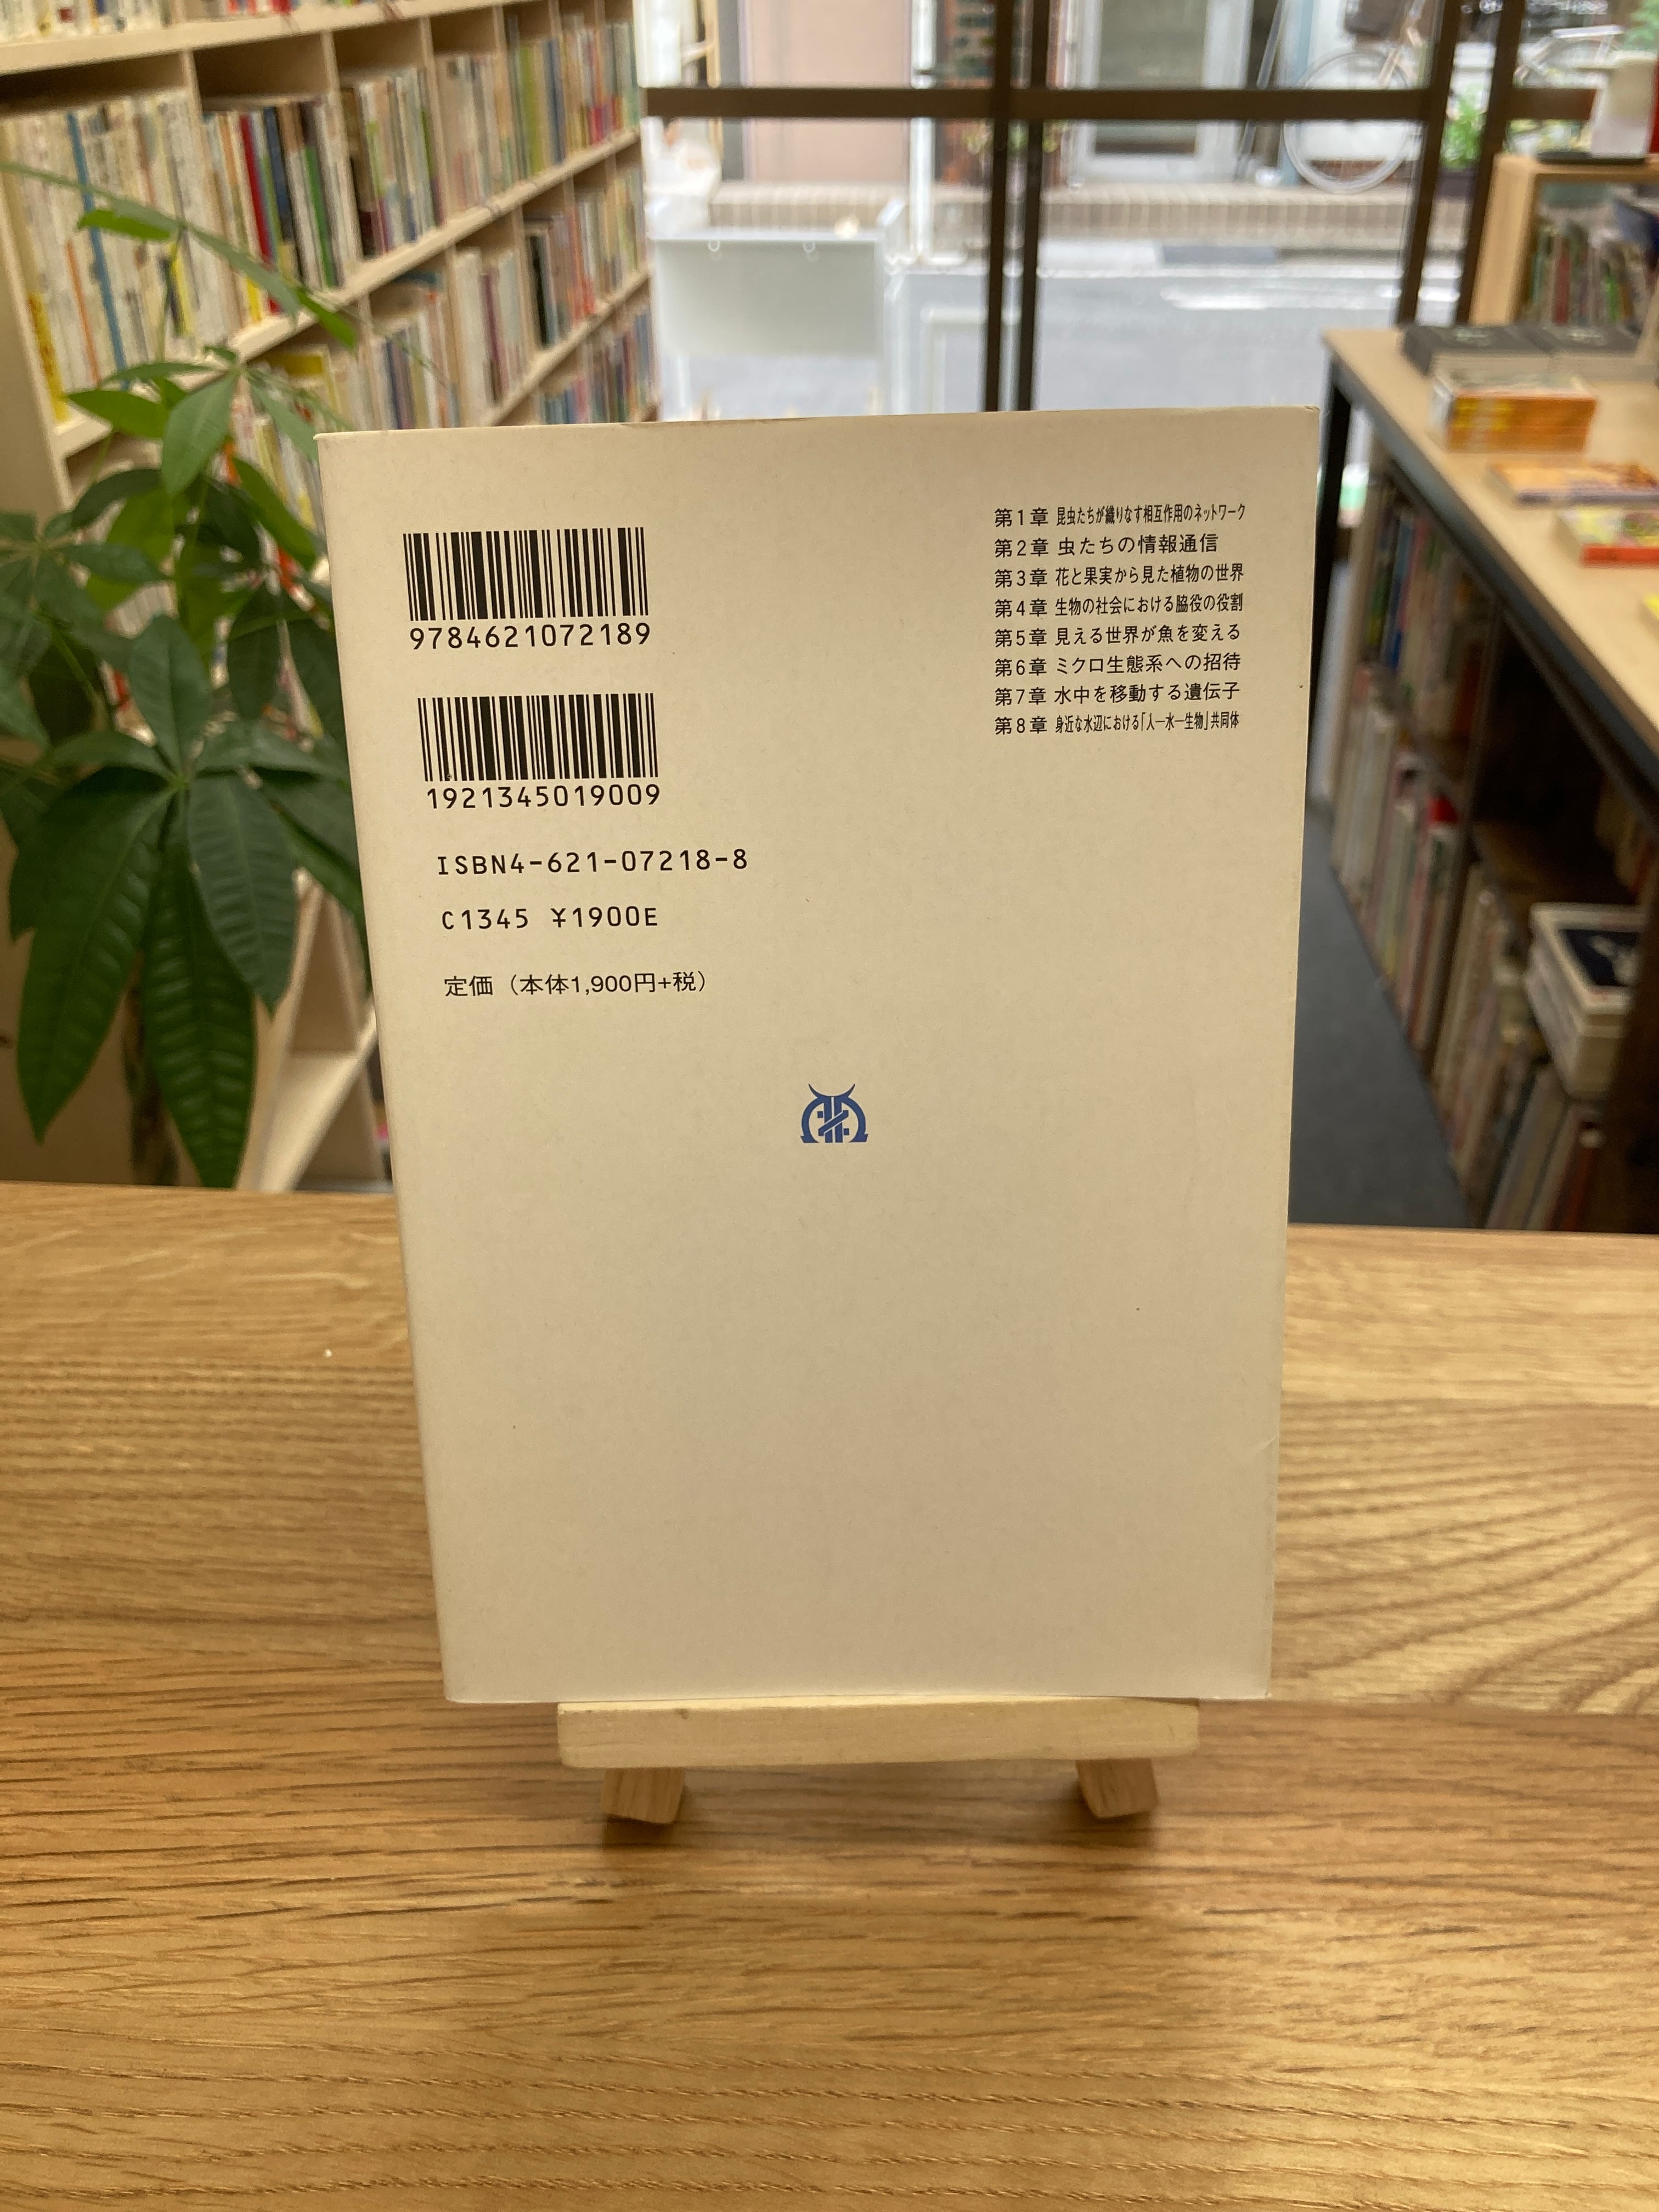 9784621072189
1921345019009
ISBN4-621-07218-8
C1345 ¥1900E
定価（本体1,900円+税）
第1章 昆虫たちが織りなす相互作用のネットワーク
第2章 虫たちの情報通信
第3章 花と果実から見た植物の世界
第4章 生物の社会における脇役の役割
第5章 見える世界が魚を変える
第6章 ミクロ生態系への招待
第7章 水中を移動する遺伝子
第8章 身近な水辺における「人ー水ー生物」共同体